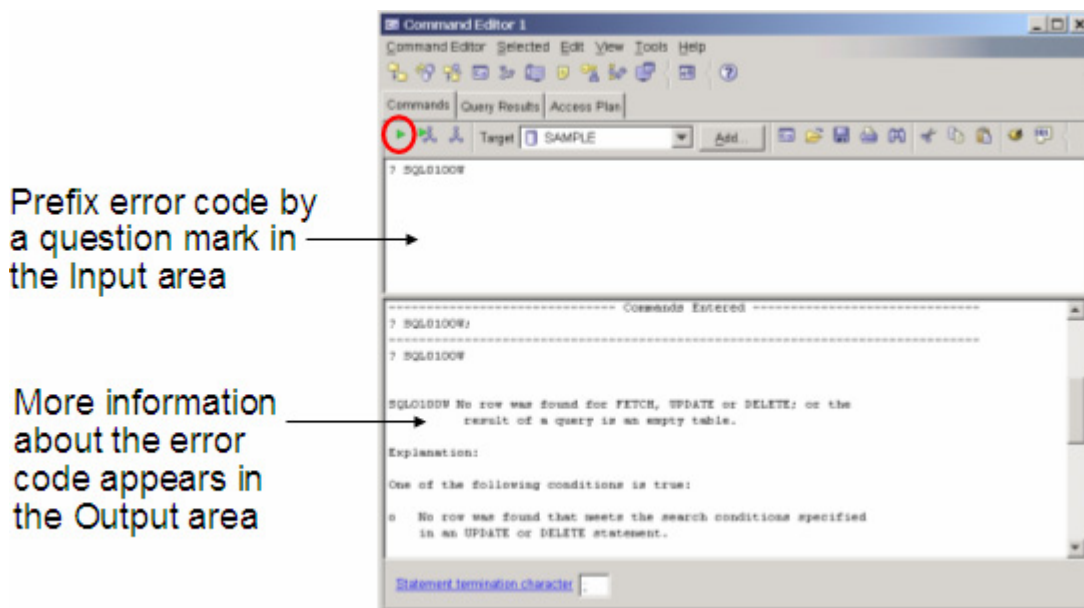 Command Editor 1
Command Editor Selected Edit View Tools Help
Commands Query Results Access Plan
Target SAMPLE Add...
? SQL0100W
Prefix error code by
a question mark in
the Input area
------------------------------ Commands Entered ------------------------------
? SQL0100W;
------------------------------------------------------------------------------
? SQL0100W
SQL0100W No row was found for FETCH, UPDATE or DELETE; or the
result of a query is an empty table.
Explanation:
One of the following conditions is true:
o No row was found that meets the search conditions specified
in an UPDATE or DELETE statement.
More information
about the error
code appears in
the Output area
Statement termination character ;